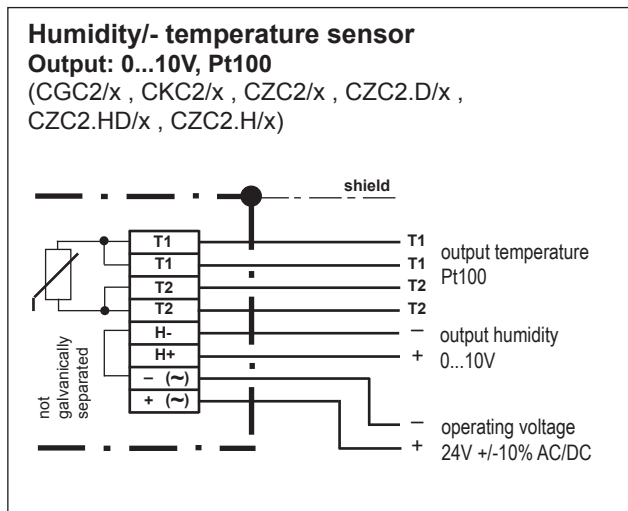 Humidity/- temperature sensor
Output: 0...10V, Pt100
(CGC2/x , CKC2/x , CZC2/x , CZC2.D/x ,
CZC2.HD/x , CZC2.H/x)
shield
T1
T1
T2
T2
H-
H+
– (~)
+ (~)
not
galvanically
separated
T1
T1
T2
T2
–
+
output temperature
Pt100
output humidity
0...10V
–
+
operating voltage
24V +/-10% AC/DC